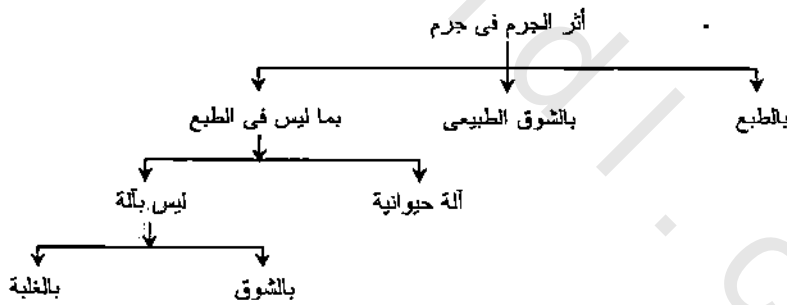 أثر الجرم فى جرم
بالطبع بالشوق الطبيعى بما ليس فى الطبع
آلة حيوانية ليس بآلة
بالشوق بالغلبة